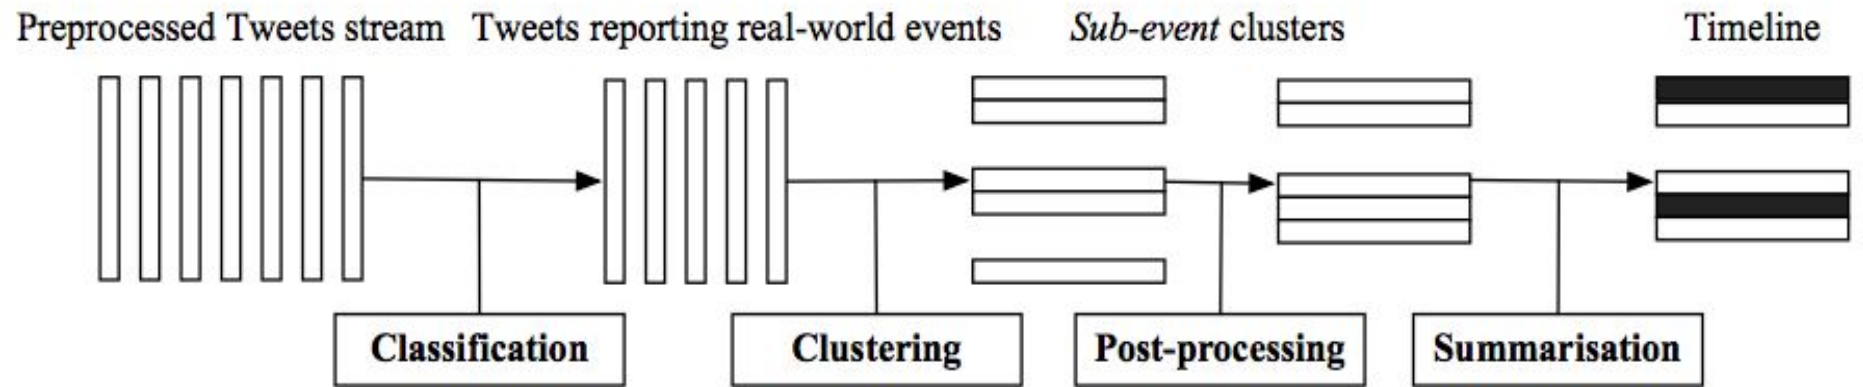 Preprocessed Tweets stream
Tweets reporting real-world events
Sub-event clusters
Timeline
Classification
Clustering
Post-processing
Summarisation